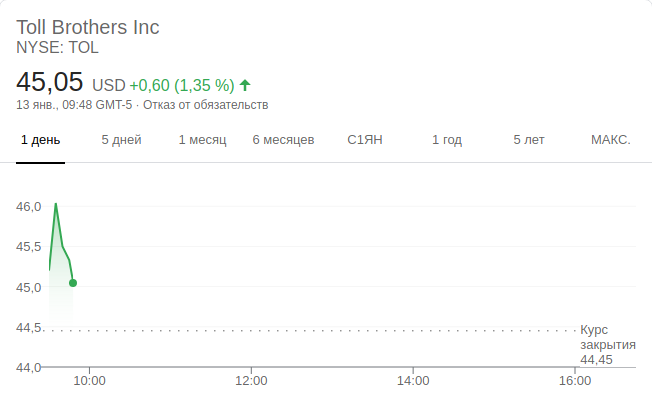 Toll Brothers Inc
NYSE: TOL
45,05 USD +0,60 (1,35 %)
13 янв., 09:48 GMT-5 · Отказ от обязательств
1 день 5 дней 1 месяц 6 месяцев С1ЯН 1 год 5 лет МАКС.
46,0
45,5
45,0
44,5
Курс
закрытия
44,45
44,0
10:00 12:00 14:00 16:00